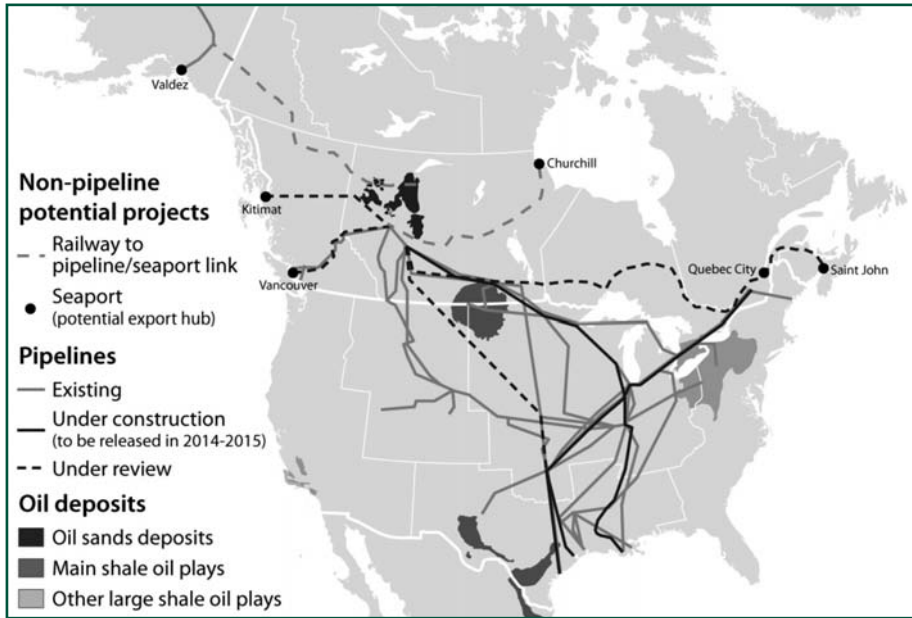 Valdez
Churchill
Non-pipeline
potential projects
Kitimat
Railway to
pipeline/seaport link
Quebec City
Saint John
Vancouver
Seaport
(potential export hub)
Pipelines
Existing
Under construction
(to be released in 2014-2015)
Under review
Oil deposits
Oil sands deposits
Main shale oil plays
Other large shale oil plays